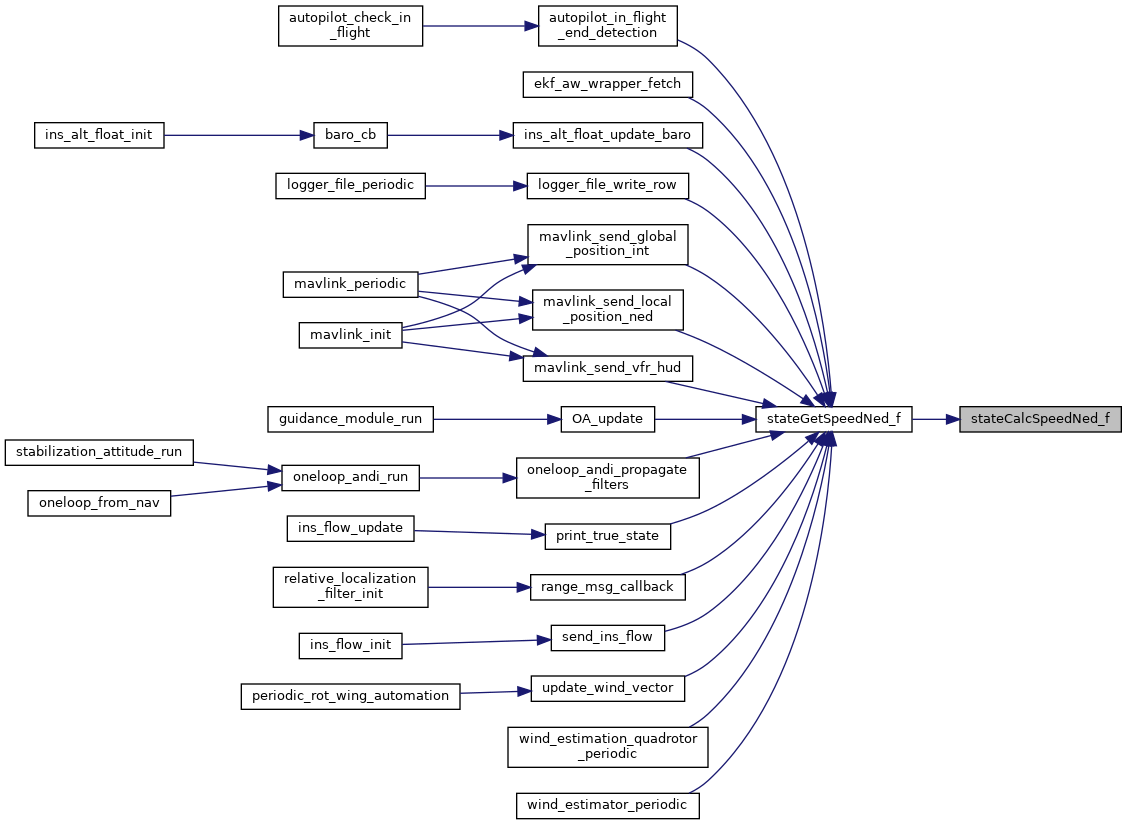 autopilot_check_in
_flight
autopilot_in_flight
_end_detection
ekf_aw_wrapper_fetch
ins_alt_float_init
baro_cb
ins_alt_float_update_baro
logger_file_periodic
logger_file_write_row
mavlink_send_global
_position_int
mavlink_periodic
mavlink_send_local
_position_ned
mavlink_init
mavlink_send_vfr_hud
guidance_module_run
OA_update
stateGetSpeedNed_f
stateCalcSpeedNed_f
stabilization_attitude_run
oneloop_andi_run
oneloop_andi_propagate
_filters
oneloop_from_nav
ins_flow_update
print_true_state
relative_localization
_filter_init
range_msg_callback
ins_flow_init
send_ins_flow
periodic_rot_wing_automation
update_wind_vector
wind_estimation_quadrotor
_periodic
wind_estimator_periodic